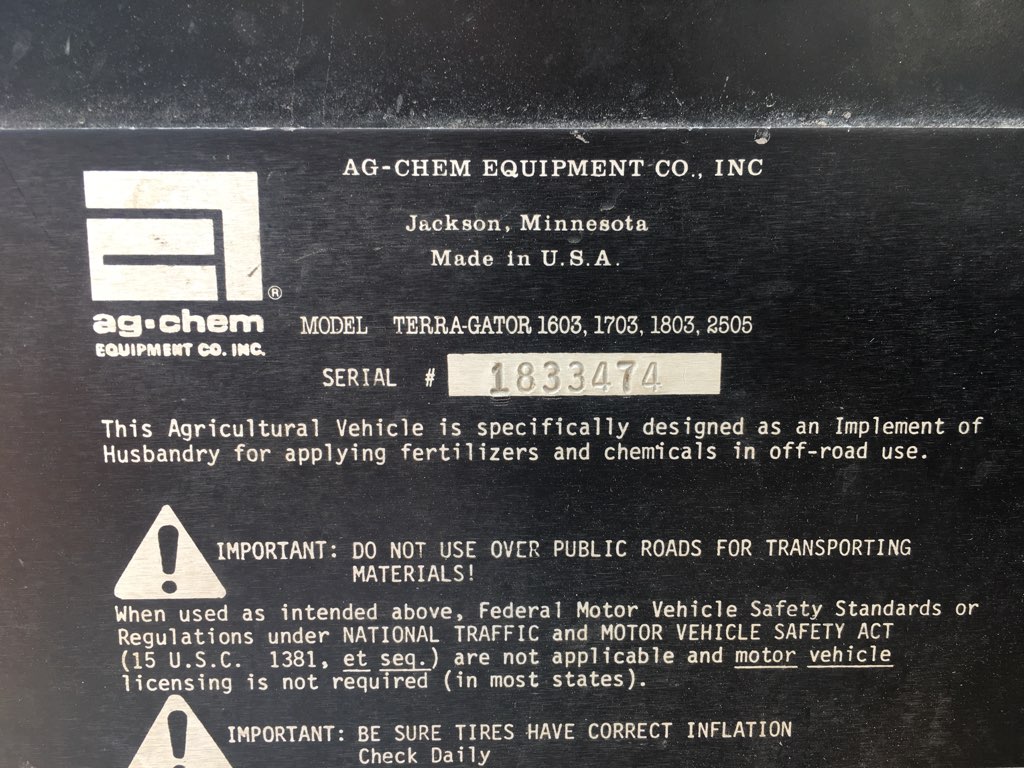 AG-CHEM EQUIPMENT CO., INC
Jackson, Minnesota
Made in U.S.A.
®
ag•chem
EQUIPMENT CO. INC.
MODEL TERRA-GATOR 1603, 1703, 1803, 2505
SERIAL # 1833474
This Agricultural Vehicle is specifically designed as an Implement of
Husbandry for applying fertilizers and chemicals in off-road use.
IMPORTANT: DO NOT USE OVER PUBLIC ROADS FOR TRANSPORTING
MATERIALS!
When used as intended above, Federal Motor Vehicle Safety Standards or
Regulations under NATIONAL TRAFFIC and MOTOR VEHICLE SAFETY ACT
(15 U.S.C. 1381, et seq.) are not applicable and motor vehicle
licensing is not required (in most states).
IMPORTANT: BE SURE TIRES HAVE CORRECT INFLATION
Check Daily